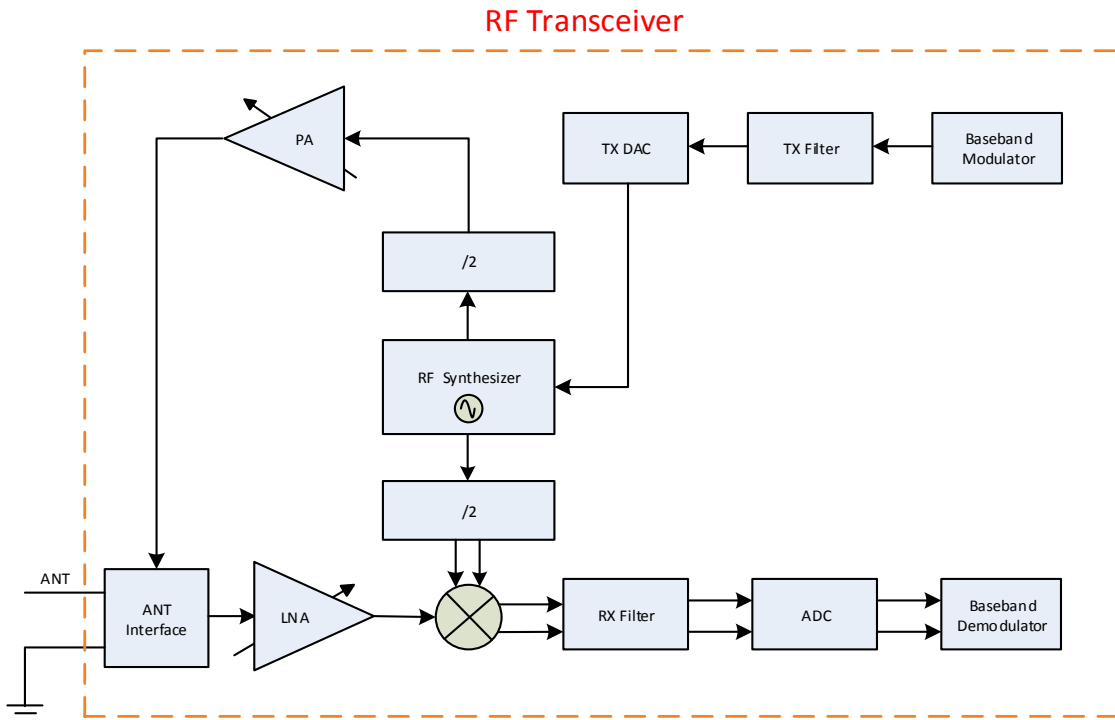 RF Transceiver
PA
TX DAC
TX Filter
Baseband
Modulator
/2
RF Synthesizer
/2
ANT
ANT
Interface
LNA
RX Filter
ADC
Baseband
Demodulator